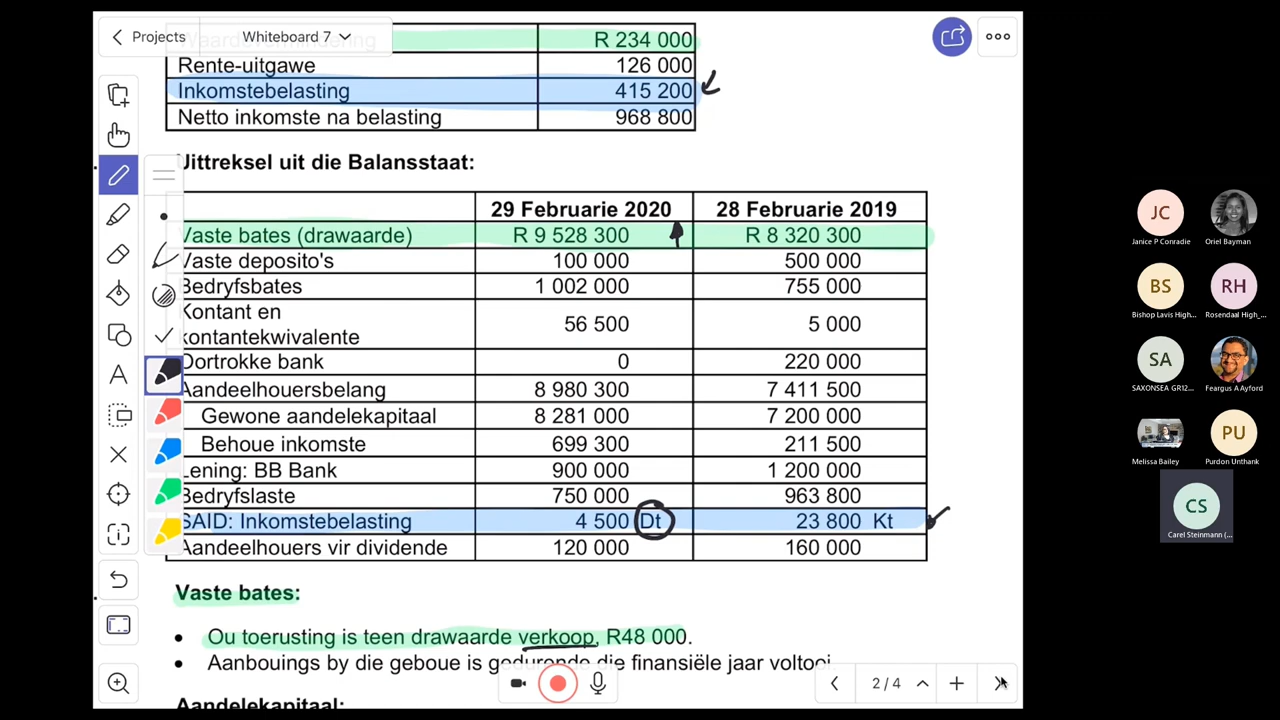 Projects
Whiteboard 7
Waardevermindering R 234 000
Rente-uitgawe 126 000
Inkomstebelasting 415 200
Netto inkomste na belasting 968 800
Uittreksel uit die Balansstaat:
29 Februarie 2020 28 Februarie 2019
Vaste bates (drawaarde) R 9 528 300 R 8 320 300
Vaste deposito's 100 000 500 000
Bedryfsbates 1 002 000 755 000
Kontant en
kontantekwivalente 56 500 5 000
Oortrokke bank 0 220 000
Aandeelhouersbelang 8 980 300 7 411 500
Gewone aandelekapitaal 8 281 000 7 200 000
Behoue inkomste 699 300 211 500
Lening: BB Bank 900 000 1 200 000
Bedryfslaste 750 000 963 800
SAID: Inkomstebelasting 4 500 Dt 23 800 Kt
Aandeelhouers vir dividende 120 000 160 000
Vaste bates:
• Ou toerusting is teen drawaarde verkoop, R48 000.
• Aanbouings by die geboue is gedurende die finansiële jaar voltooi.
Aandelekapitaal:
2 / 4
A
JC
Janice P Conradie
Oriel Bayman
BS
Bishop Lavis High...
RH
Rosendaal High_...
SA
SAXONSEA GR12...
Feargus A Ayford
Melissa Bailey
PU
Purdon Unthank
CS
Carel Steinmann (...